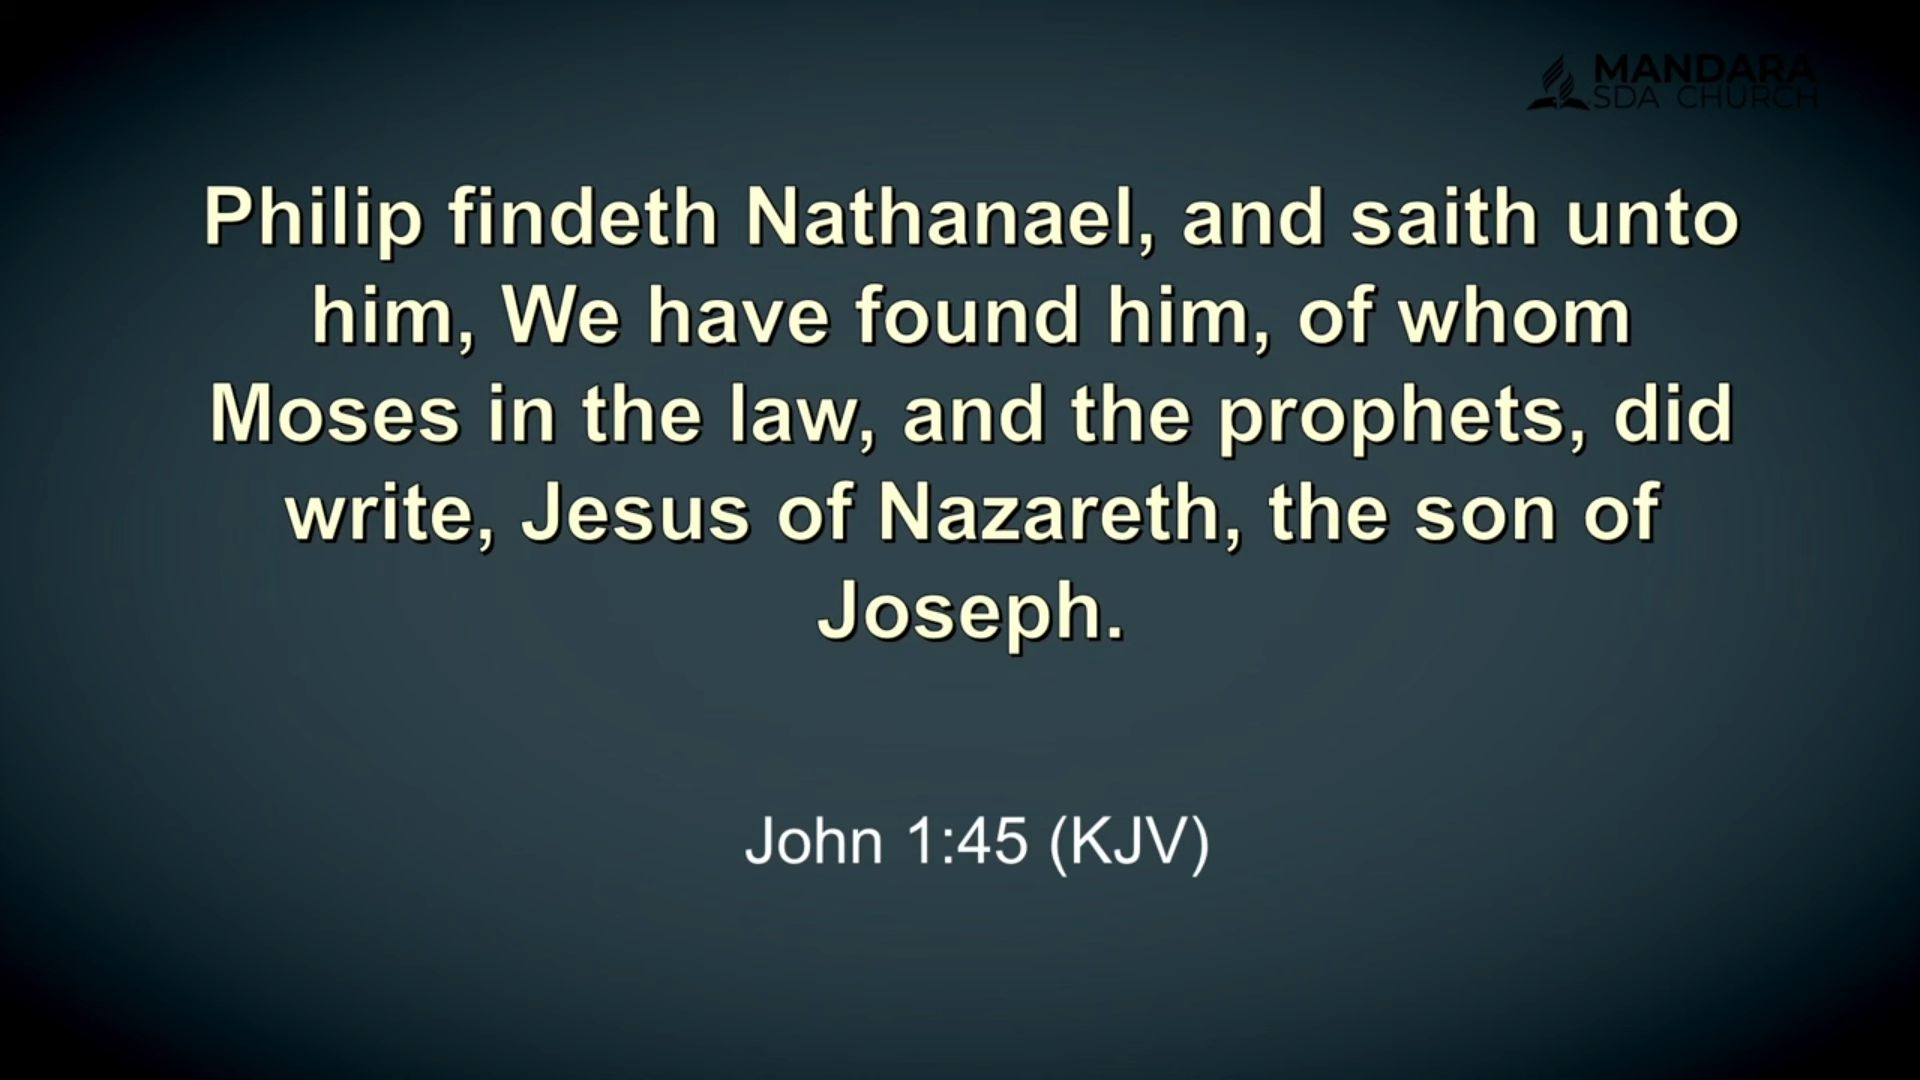 MANDARA
SDA CHURCH
Philip findeth Nathanael, and saith unto
him, We have found him, of whom
Moses in the law, and the prophets, did
write, Jesus of Nazareth, the son of
Joseph.
John 1:45 (KJV)